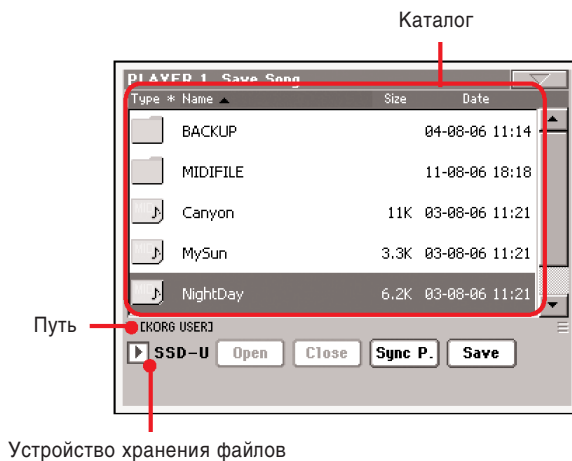 Каталог
PLAYER 1 Save Song
Type * Name Size Date
BACKUP 04-08-06 11:14
MIDIFILE 11-08-06 18:18
Canyon 11K 03-08-06 11:21
MySun 3.3K 03-08-06 11:21
NightDay 6.2K 03-08-06 11:21
Путь
[KORG USER]
SSD-U Open Close Sync P. Save
Устройство хранения файлов